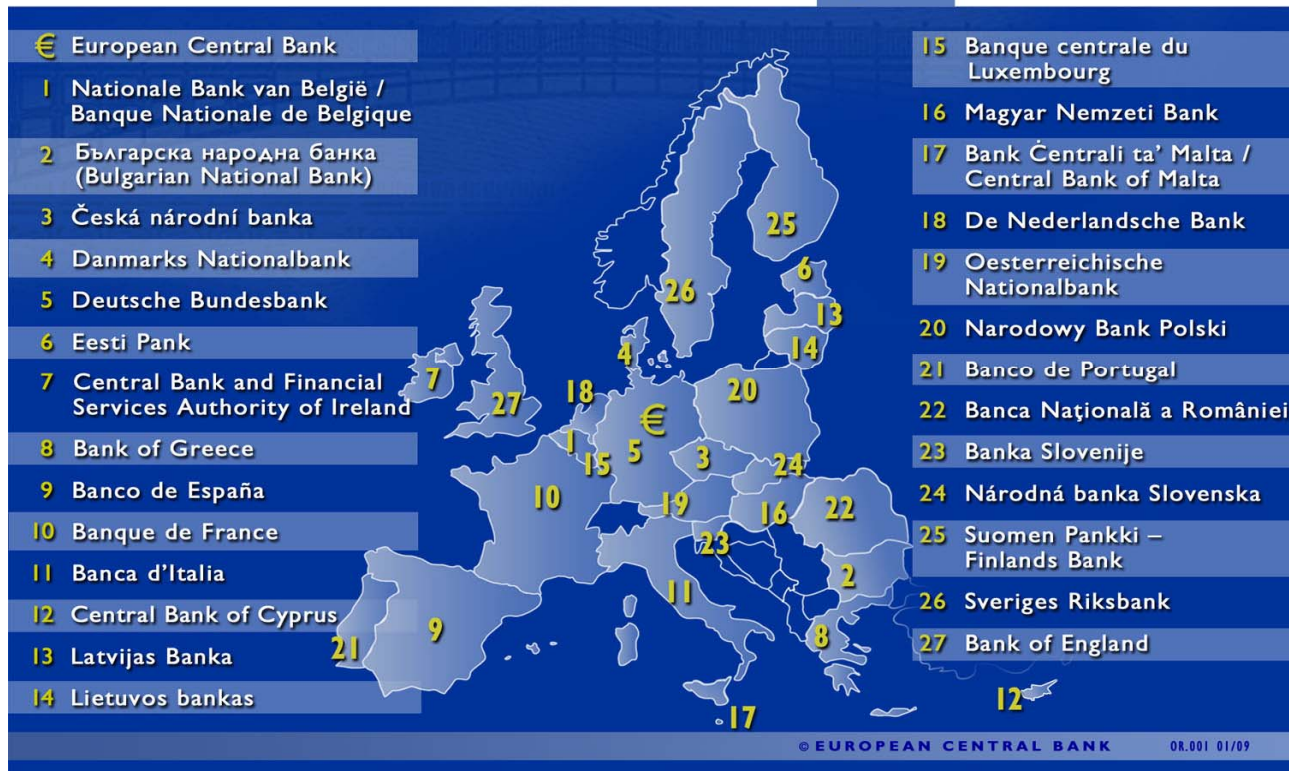 € European Central Bank
1 Nationale Bank van België /
Banque Nationale de Belgique
2 Българска народна банка
(Bulgarian National Bank)
3 Česká národní banka
4 Danmarks Nationalbank
5 Deutsche Bundesbank
6 Eesti Pank
7 Central Bank and Financial
Services Authority of Ireland
8 Bank of Greece
9 Banco de España
10 Banque de France
11 Banca d'Italia
12 Central Bank of Cyprus
13 Latvijas Banka
14 Lietuvos bankas
25
6
26
13
14
4
7
18
20
27
€
1
5
3
15
24
10
19
16
22
23
2
11
9
8
21
12
17
15 Banque centrale du
Luxembourg
16 Magyar Nemzeti Bank
17 Bank Ċentrali ta' Malta /
Central Bank of Malta
18 De Nederlandsche Bank
19 Oesterreichische
Nationalbank
20 Narodowy Bank Polski
21 Banco de Portugal
22 Banca Naţională a României
23 Banka Slovenije
24 Národná banka Slovenska
25 Suomen Pankki –
Finlands Bank
26 Sveriges Riksbank
27 Bank of England
© EUROPEAN CENTRAL BANK OR.001 01/09